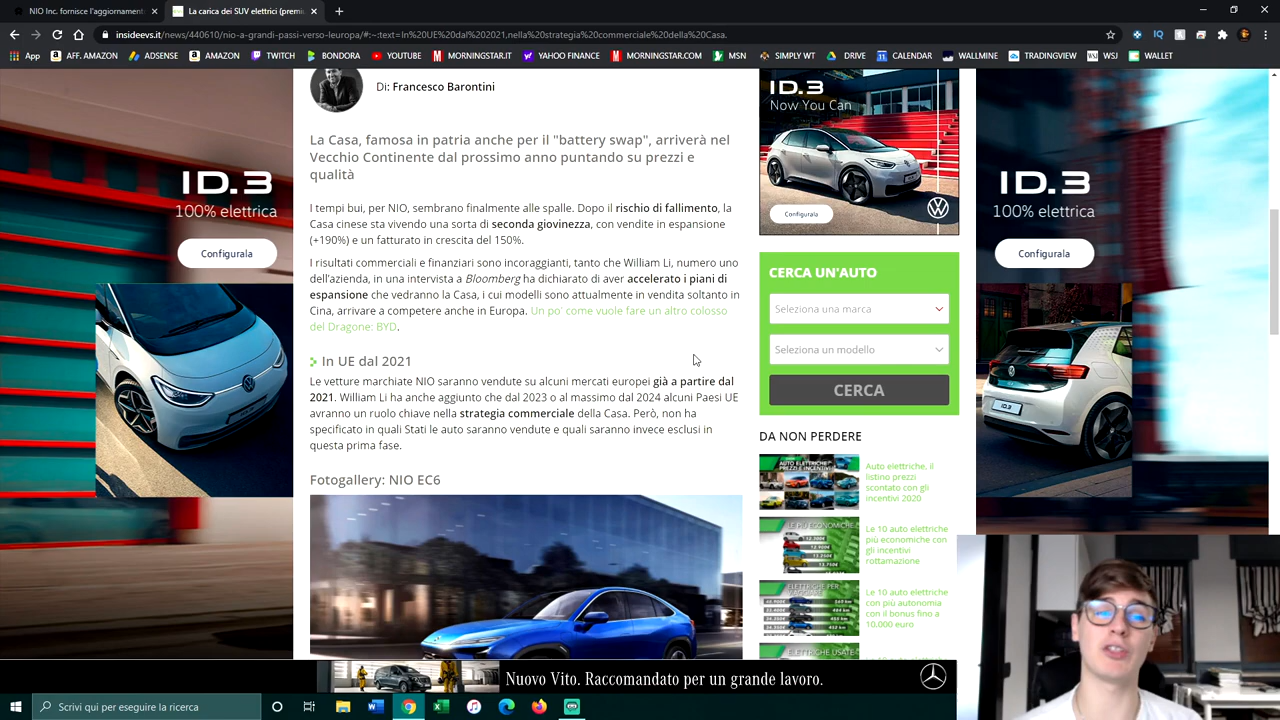 NIO Inc. fornisce l'aggiornament
La carica elettrica dei SUV NIO p
insideevs.it/news/440610/nio-a-grandi-passi-verso-leuropa/#:~:text=In%20UE%20dal%202021,nella%20strategia%20commerciale%20della%20Casa.
App AFF. AMAZON ADSENSE AMAZON TWITCH BONDORA YOUTUBE MORNINGSTAR.IT YAHOO FINANCE MORNINGSTAR.COM MSN SIMPLY WT DRIVE CALENDAR WALLMINE TRADINGVIEW WSJ WALLET
Di: Francesco Barontini
La Casa, famosa in patria anche per il "battery swap", arriverà nel
Vecchio Continente dal prossimo anno puntando su
qualità
I tempi bui, per NIO, sembrano finalmente alle spalle. Dopo il rischio di fallimento, la
Casa cinese sta vivendo una sorta di seconda giovinezza, con vendite in espansione
(+190%) e un fatturato in crescita del 150%.
I risultati commerciali e finanziari sono incoraggianti, tanto che William Li, numero uno
dell'azienda, in una intervista a Bloomberg ha dichiarato di aver accelerato i piani di
espansione che vedranno la Casa, i cui modelli sono attualmente in vendita soltanto in
Cina, arrivare a competere anche in Europa. Un po' come vuole fare un altro colosso
del Dragone: BYD.
In UE dal 2021
Le vetture marchiate NIO saranno vendute su alcuni mercati europei già a partire dal
2021. William Li ha anche aggiunto che dal 2023 o al massimo dal 2024 alcuni Paesi UE
avranno un ruolo chiave nella strategia commerciale della Casa. Però, non ha
specificato in quali Stati le auto saranno vendute e quali saranno invece esclusi in
questa prima fase.
Fotogallery: NIO EC6
ID.3
100% elettrica
Configurala
ID.3
Now You Can
Configurala
CERCA UN'AUTO
Seleziona una marca
Seleziona un modello
CERCA
DA NON PERDERE
Auto elettriche, il
listino prezzi
scontato con gli
incentivi 2020
Le 10 auto elettriche
più economiche con
gli incentivi
rottamazione
Le 10 auto elettriche
con più autonomia
con il bonus fino a
10.000 euro
ID.3
100% elettrica
Configurala
Nuovo Vito. Raccomandato per un grande lavoro.
Scrivi qui per eseguire la ricerca